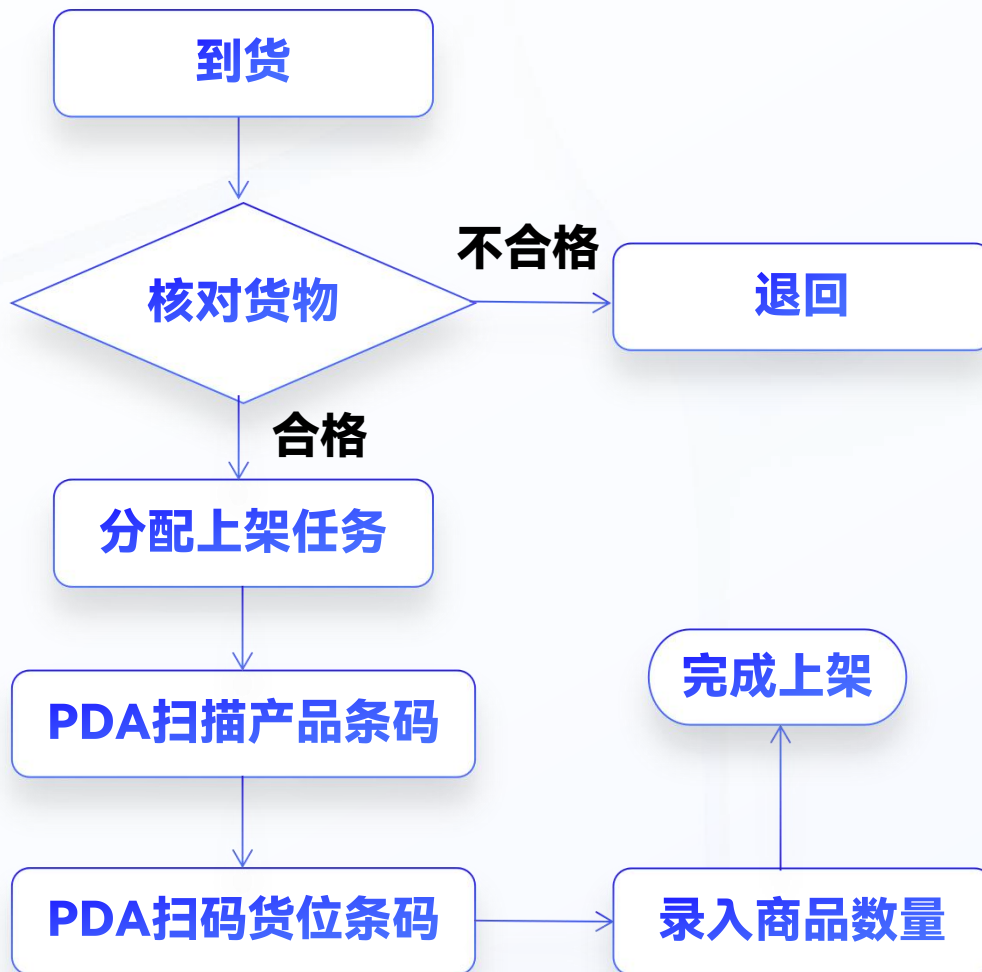 到货
核对货物
不合格
退回
合格
分配上架任务
PDA扫描产品条码
PDA扫码货位条码
录入商品数量
完成上架